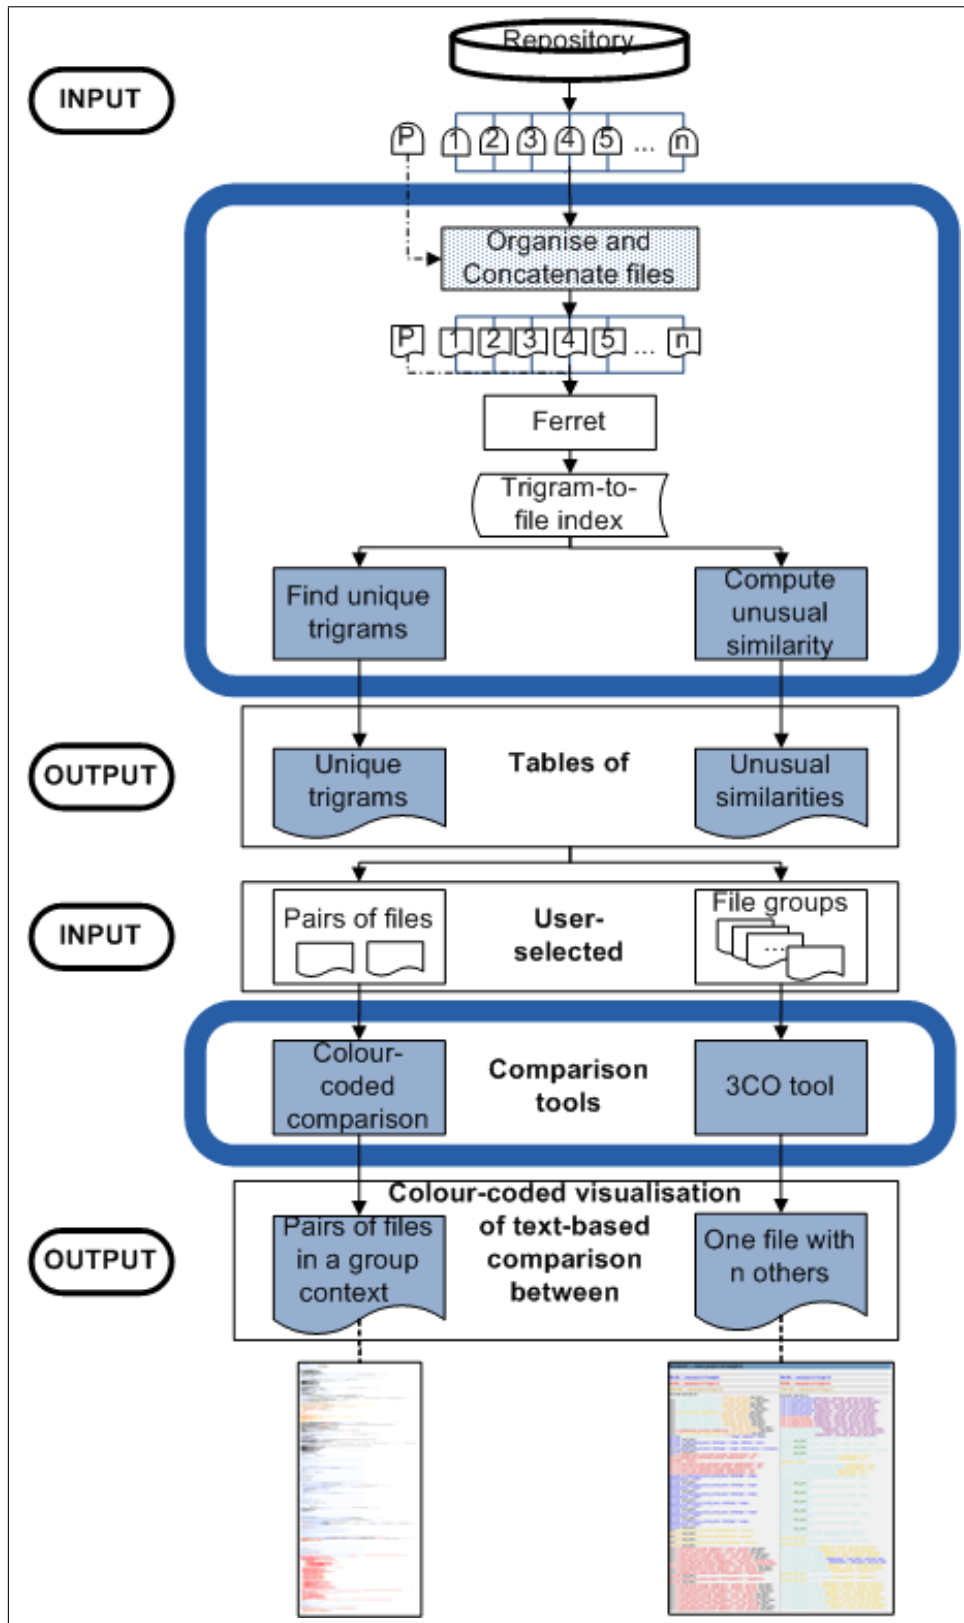 Repository
INPUT
P 1 2 3 4 5 ... n
Organise and
Concatenate files
P 1 2 3 4 5 ... n
Ferret
Trigram-to-
file index
Find unique
trigrams
Compute
unusual
similarity
OUTPUT
Unique
trigrams
Tables of
Unusual
similarities
INPUT
Pairs of files
User-
selected
File groups
...
Colour-
coded
comparison
Comparison
tools
3CO tool
OUTPUT
Colour-coded visualisation
of text-based
comparison
between
Pairs of files
in a group
context
One file with
n others